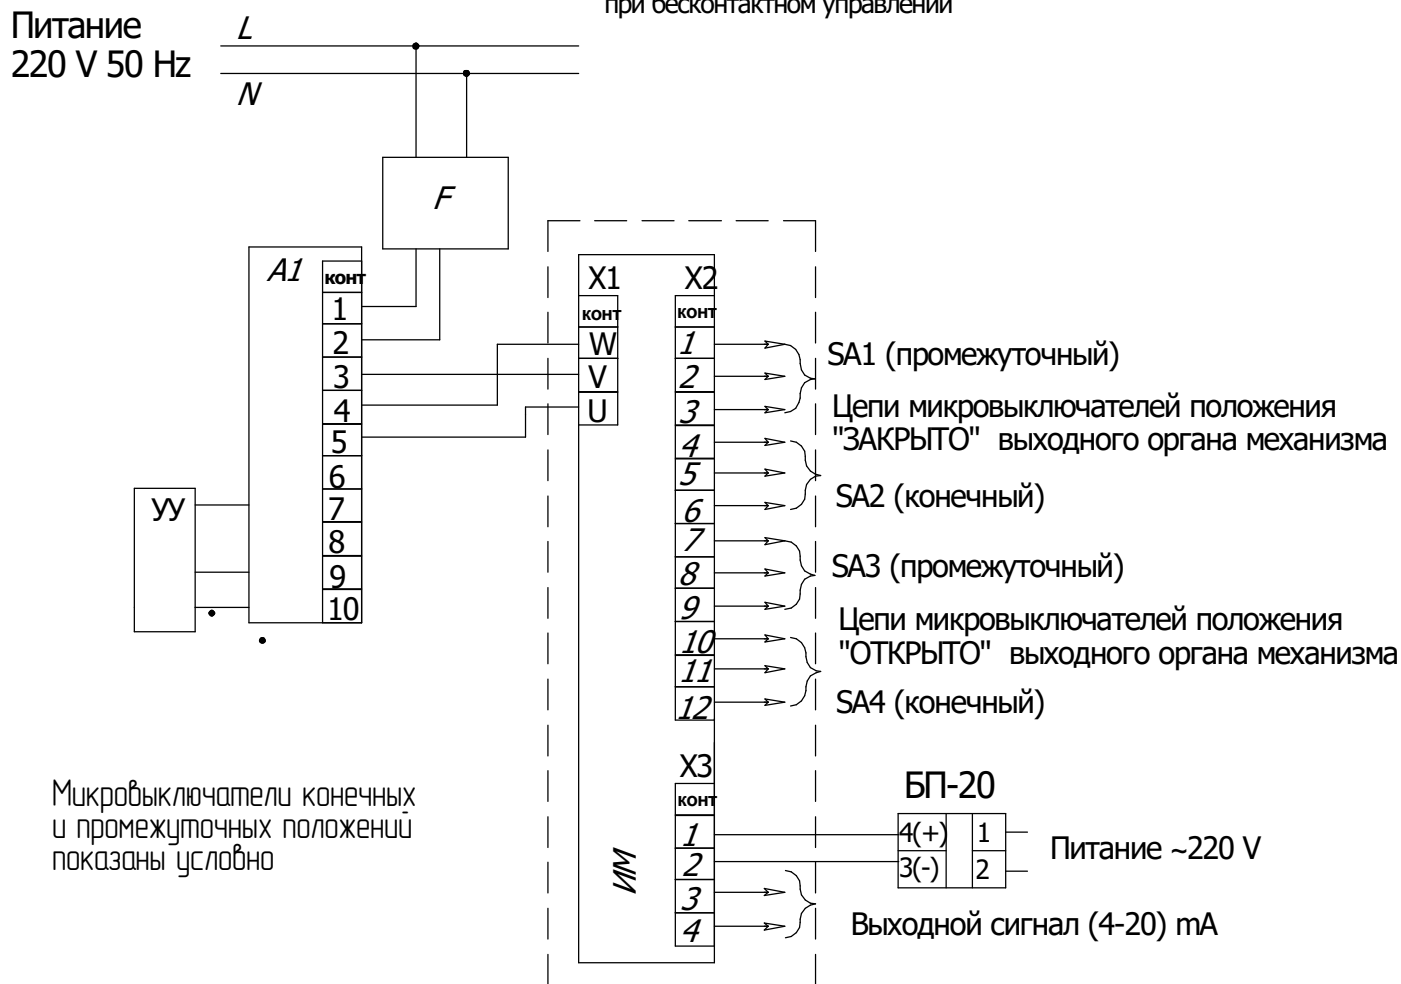 при бесконтактном управлении
Питание
220 V 50 Hz
L
N
F
A1
конт
1
2
3
4
5
6
7
8
9
10
УУ
X1
конт
W
V
U
X2
конт
1
2
3
4
5
6
7
8
9
10
11
12
SA1 (промежуточный)
Цепи микровыключателей положения
"ЗАКРЫТО" выходного органа механизма
SA2 (конечный)
SA3 (промежуточный)
Цепи микровыключателей положения
"ОТКРЫТО" выходного органа механизма
SA4 (конечный)
X3
конт
1
2
3
4
ИМ
БП-20
4(+)
1
3(-)
2
Питание ~220 V
Выходной сигнал (4-20) mA
Микровыключатели конечных
и промежуточных положений
показаны условно